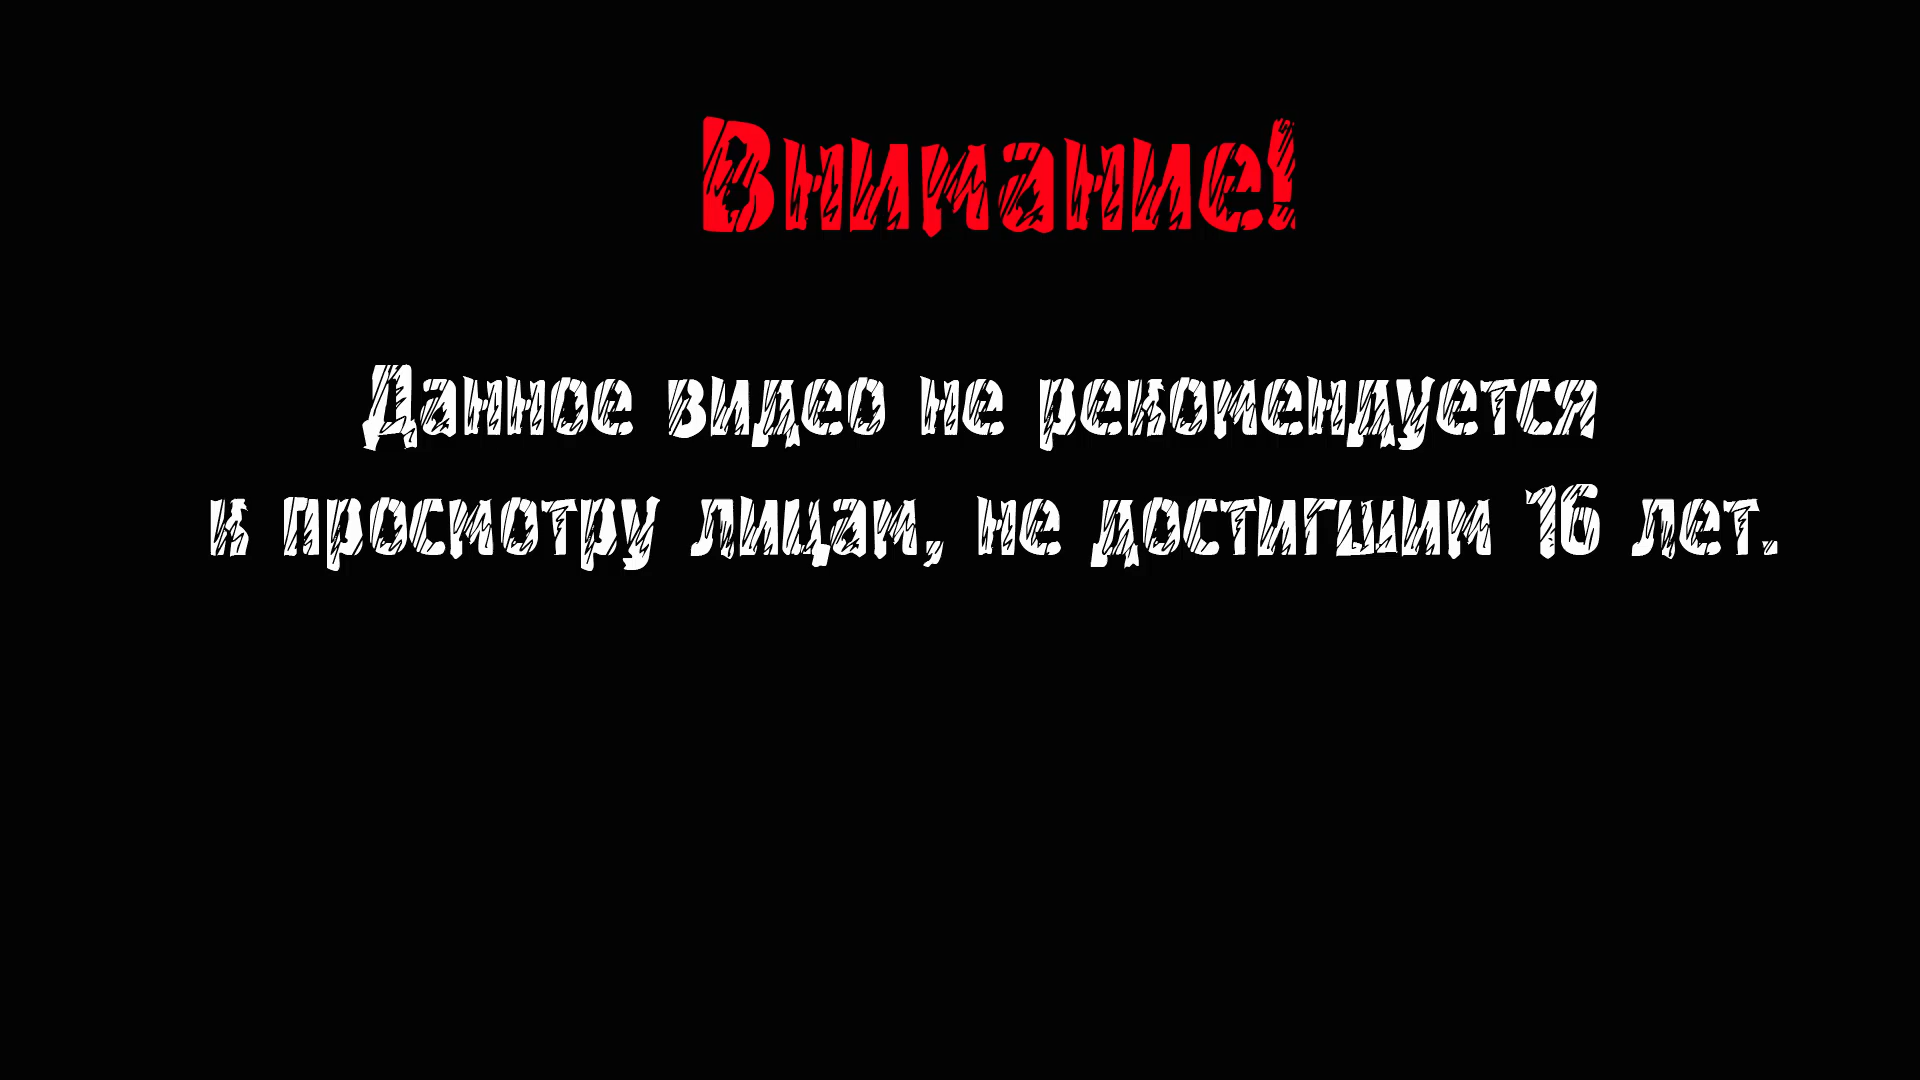 Внимание!
Данное видео не рекомендуется
к просмотру лицам, не достигшим 16 лет.